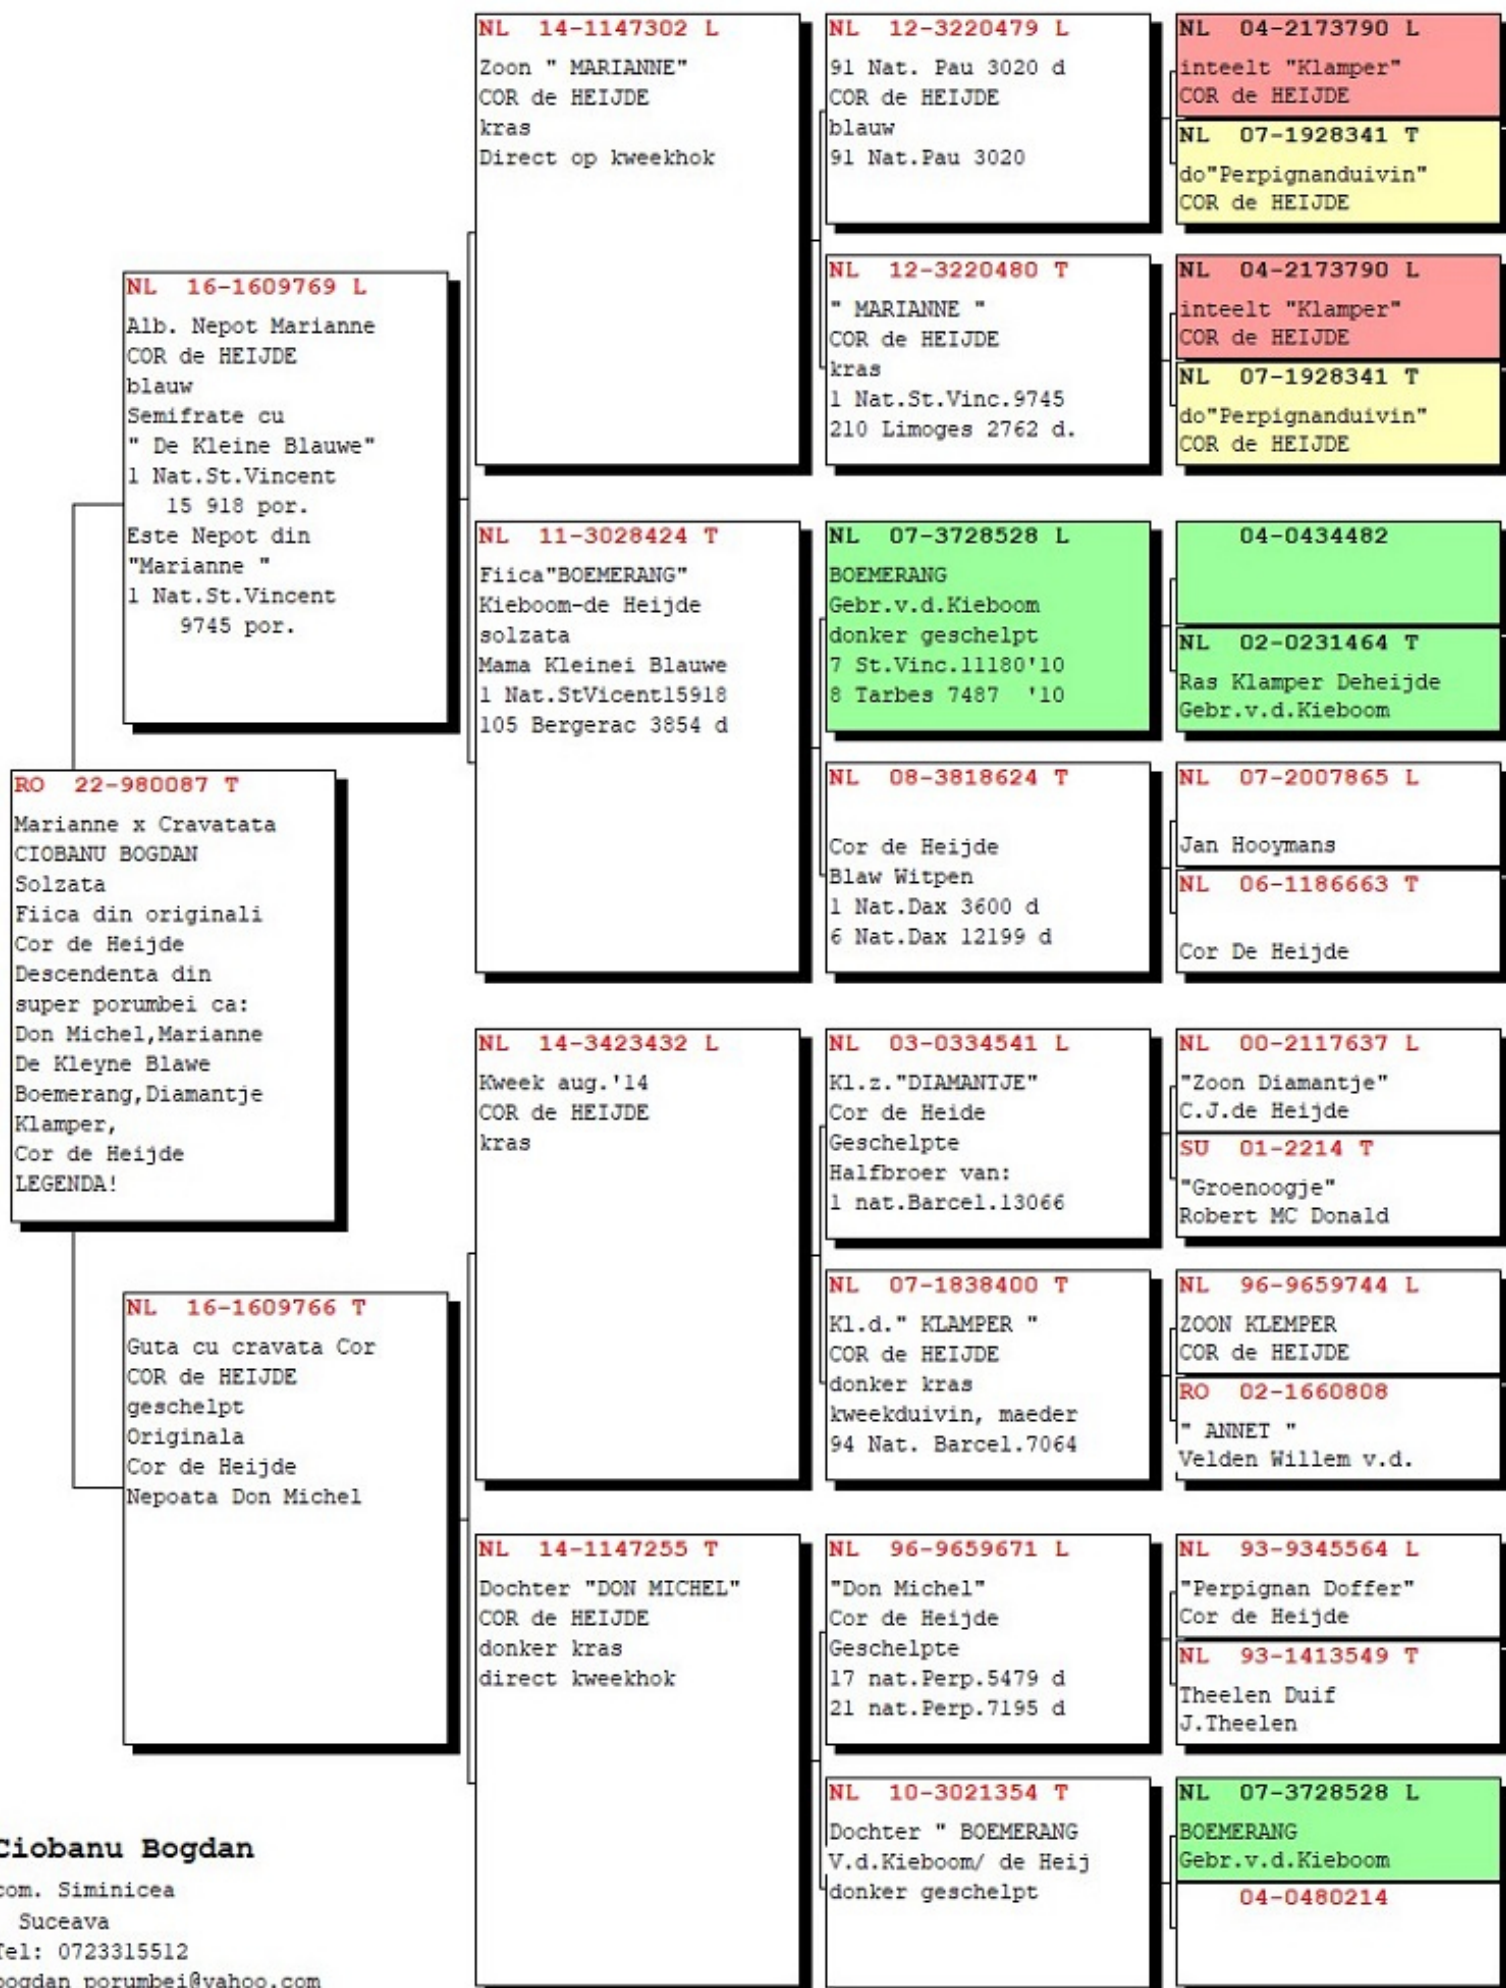 RO 22-980087 T
Marianne x Cravatata
CIOBANU BOGDAN
Solzata
Fiica din originali
Cor de Heijde
Descendenta din
super porumbei ca:
Don Michel,Marianne
De Kleyne Blawe
Boemerang,Diamantje
Klamper,
Cor de Heijde
LEGENDA!
NL 16-1609769 L
Alb. Nepot Marianne
COR de HEIJDE
blauw
Semifrate cu
" De Kleine Blauwe"
1 Nat.St.Vincent
15 918 por.
Este Nepot din
"Marianne "
1 Nat.St.Vincent
9745 por.
NL 16-1609766 T
Guta cu cravata Cor
COR de HEIJDE
geschelpt
Originala
Cor de Heijde
Nepoata Don Michel
NL 14-1147302 L
Zoon " MARIANNE"
COR de HEIJDE
kras
Direct op kweekhok
NL 11-3028424 T
Fiica"BOEMERANG"
Kieboom-de Heijde
solzata
Mama Kleinei Blauwe
1 Nat.StVicent15918
105 Bergerac 3854 d
NL 14-3423432 L
Kweek aug.'14
COR de HEIJDE
kras
NL 14-1147255 T
Dochter "DON MICHEL"
COR de HEIJDE
donker kras
direct kweekhok
NL 12-3220479 L
91 Nat. Pau 3020 d
COR de HEIJDE
blauw
91 Nat.Pau 3020
NL 12-3220480 T
" MARIANNE "
COR de HEIJDE
kras
1 Nat.St.Vinc.9745
210 Limoges 2762 d.
NL 07-3728528 L
BOEMERANG
Gebr.v.d.Kieboom
donker geschelpt
7 St.Vinc.11180'10
8 Tarbes 7487 '10
NL 08-3818624 T
Cor de Heijde
Blaw Witpen
1 Nat.Dax 3600 d
6 Nat.Dax 12199 d
NL 03-0334541 L
Kl.z."DIAMANTJE"
Cor de Heide
Geschelpte
Halfbroer van:
1 nat.Barcel.13066
NL 07-1838400 T
Kl.d." KLAMPER "
COR de HEIJDE
donker kras
kweekduivin, maeder
94 Nat. Barcel.7064
NL 96-9659671 L
"Don Michel"
Cor de Heijde
Geschelpte
17 nat.Perp.5479 d
21 nat.Perp.7195 d
NL 10-3021354 T
Dochter " BOEMERANG
V.d.Kieboom/ de Heij
donker geschelpt
NL 04-2173790 L
inteelt "Klamper"
COR de HEIJDE
NL 07-1928341 T
do"Perpignanduivin"
COR de HEIJDE
NL 04-2173790 L
inteelt "Klamper"
COR de HEIJDE
NL 07-1928341 T
do"Perpignanduivin"
COR de HEIJDE
04-0434482
NL 02-0231464 T
Ras Klamper Deheijde
Gebr.v.d.Kieboom
NL 07-2007865 L
Jan Hooymans
NL 06-1186663 T
Cor De Heijde
NL 00-2117637 L
"Zoon Diamantje"
C.J.de Heijde
SU 01-2214 T
"Groenoogje"
Robert MC Donald
NL 96-9659744 L
ZOON KLEMPER
COR de HEIJDE
RO 02-1660808
" ANNET "
Velden Willem v.d.
NL 93-9345564 L
"Perpignan Doffer"
Cor de Heijde
NL 93-1413549 T
Theelen Duif
J.Theelen
NL 07-3728528 L
BOEMERANG
Gebr.v.d.Kieboom
04-0480214
Ciobanu Bogdan
com. Siminicea
Suceava
Tel: 0723315512
bogdan_porumbei@yahoo.com